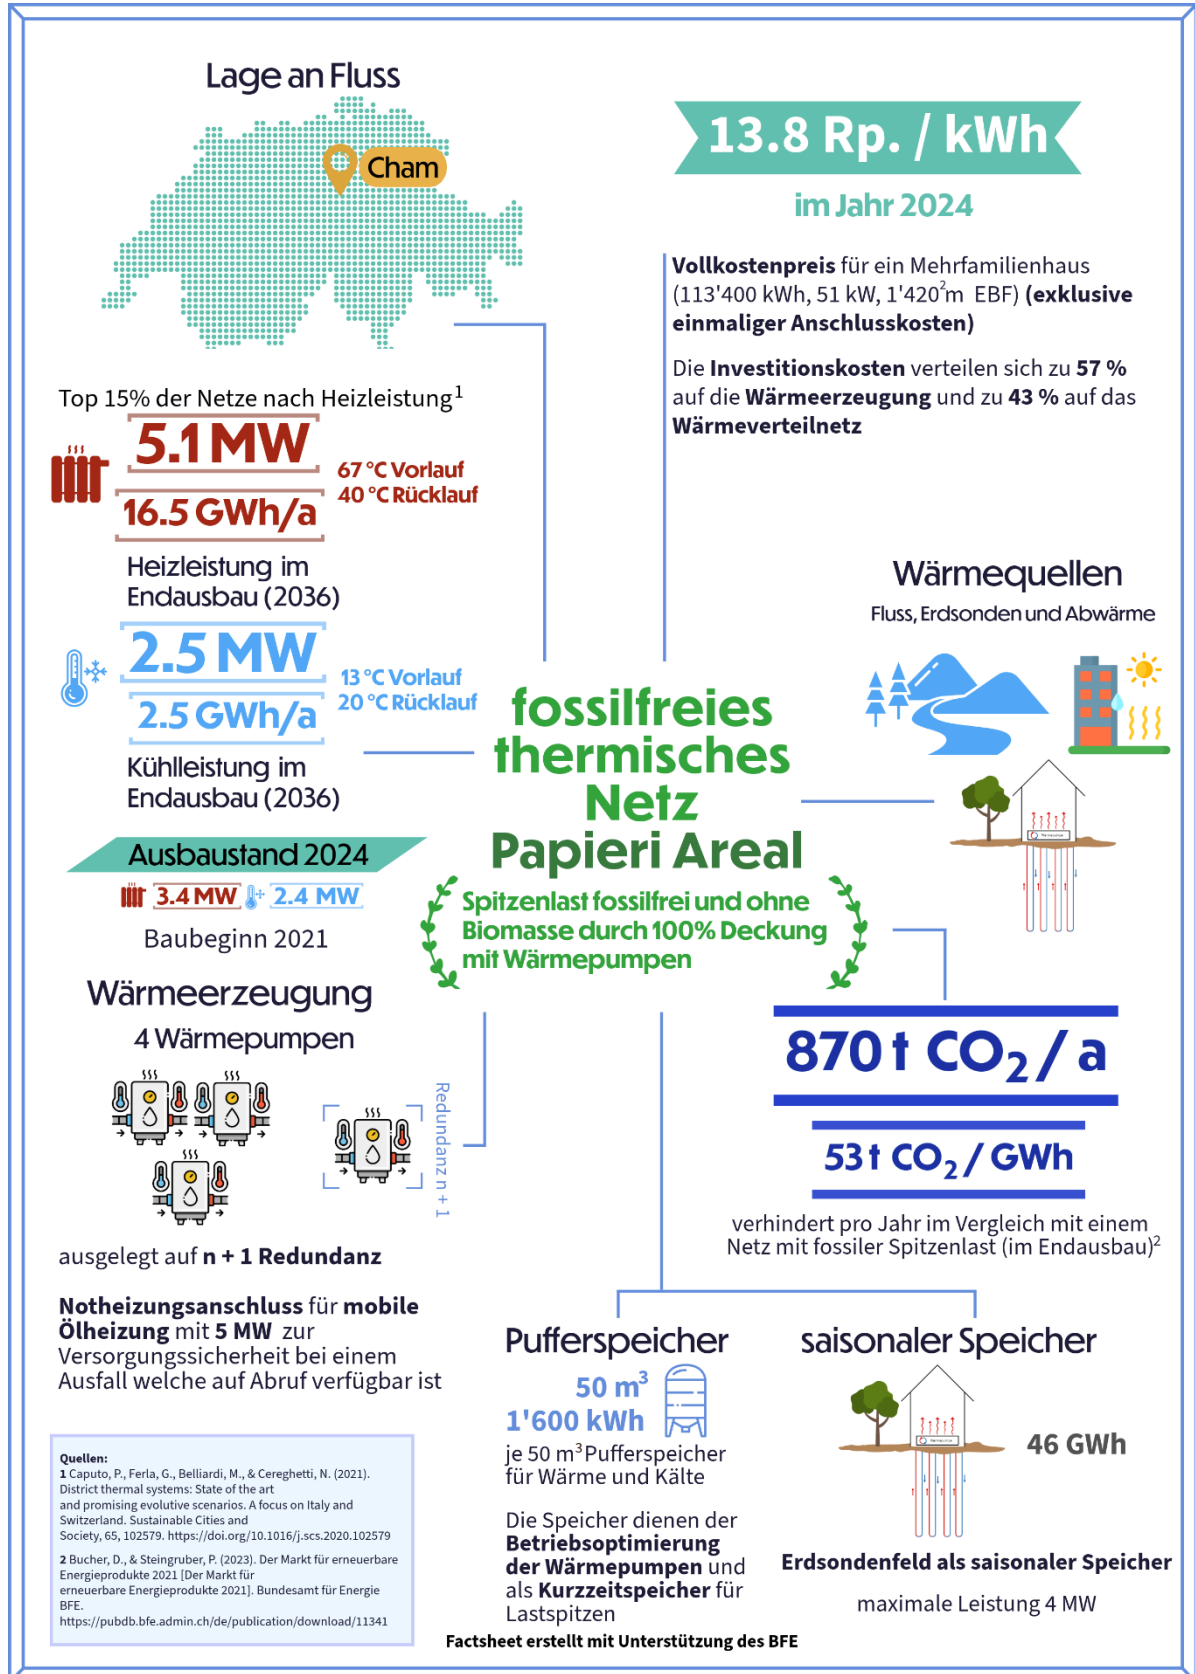 Lage an Fluss
Cham
13.8 Rp. / kWh
im Jahr 2024
Vollkostenpreis für ein Mehrfamilienhaus
(113'400 kWh, 51 kW, 1'420²m EBF) (exklusive
einmaliger Anschlusskosten)
Die Investitionskosten verteilen sich zu 57 %
auf die Wärmeerzeugung und zu 43 % auf das
Wärmeverteilnetz
Top 15% der Netze nach Heizleistung¹
5.1 MW
16.5 GWh/a
67 °C Vorlauf
40 °C Rücklauf
Heizleistung im
Endausbau (2036)
2.5 MW
2.5 GWh/a
13 °C Vorlauf
20 °C Rücklauf
Kühlleistung im
Endausbau (2036)
Ausbaustand 2024
3.4 MW
2.4 MW
Baubeginn 2021
Wärmequellen
Fluss, Erdsonden und Abwärme
fossilfreies
thermisches
Netz
Papieri Areal
Spitzenlast fossilfrei und ohne
Biomasse durch 100% Deckung
mit Wärmepumpen
Wärmeerzeugung
4 Wärmepumpen
Redundanz n + 1
ausgelegt auf n + 1 Redundanz
Notheizungsanschluss für mobile
Ölheizung mit 5 MW zur
Versorgungssicherheit bei einem
Ausfall welche auf Abruf verfügbar ist
870 t CO₂ / a
53 t CO₂ / GWh
verhindert pro Jahr im Vergleich mit einem
Netz mit fossiler Spitzenlast (im Endausbau)²
Pufferspeicher
50 m³
1'600 kWh
je 50 m³ Pufferspeicher
für Wärme und Kälte
Die Speicher dienen der
Betriebsoptimierung
der Wärmepumpen und
als Kurzzeitspeicher für
Lastspitzen
saisonaler Speicher
46 GWh
Erdsondenfeld als saisonaler Speicher
maximale Leistung 4 MW
Quellen:
1 Caputo, P., Ferla, G., Belliardi, M., & Cereghetti, N. (2021).
District thermal systems: State of the art
and promising evolutive scenarios. A focus on Italy and
Switzerland. Sustainable Cities and
Society, 65, 102579. https://doi.org/10.1016/j.scs.2020.102579
2 Bucher, D., & Steingruber, P. (2023). Der Markt für erneuerbare
Energieprodukte 2021 [Der Markt für
erneuerbare Energieprodukte 2021]. Bundesamt für Energie
BFE.
https://pubdb.bfe.admin.ch/de/publication/download/11341
Factsheet erstellt mit Unterstützung des BFE